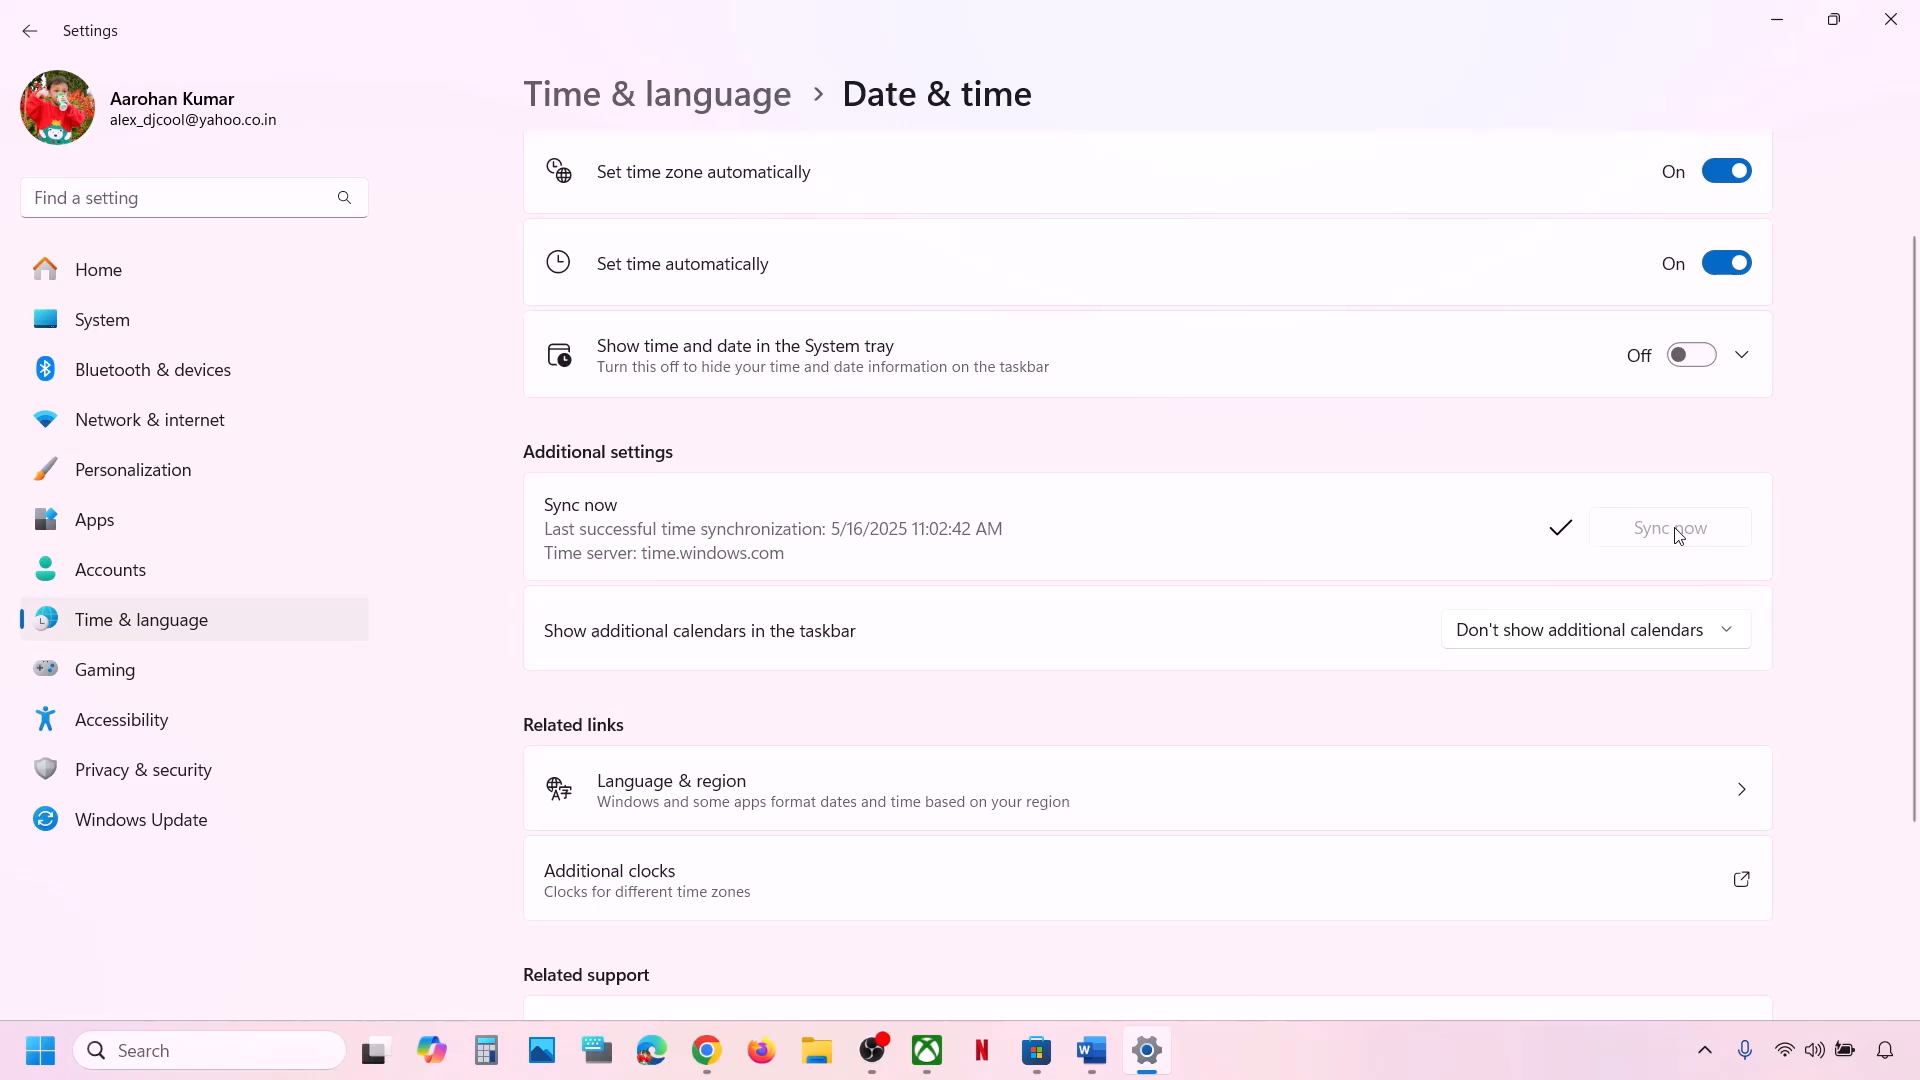 Settings
Aarohan Kumar
alex_djcool@yahoo.co.in
Find a setting
Home
System
Bluetooth & devices
Network & internet
Personalization
Apps
Accounts
Time & language
Gaming
Accessibility
Privacy & security
Windows Update
Time & language > Date & time
Set time zone automatically
On
Set time automatically
On
Show time and date in the System tray
Turn this off to hide your time and date information on the taskbar
Off
Additional settings
Sync now
Last successful time synchronization: 5/16/2025 11:02:42 AM
Time server: time.windows.com
Sync now
Show additional calendars in the taskbar
Don't show additional calendars
Related links
Language & region
Windows and some apps format dates and time based on your region
Additional clocks
Clocks for different time zones
Related support
Search